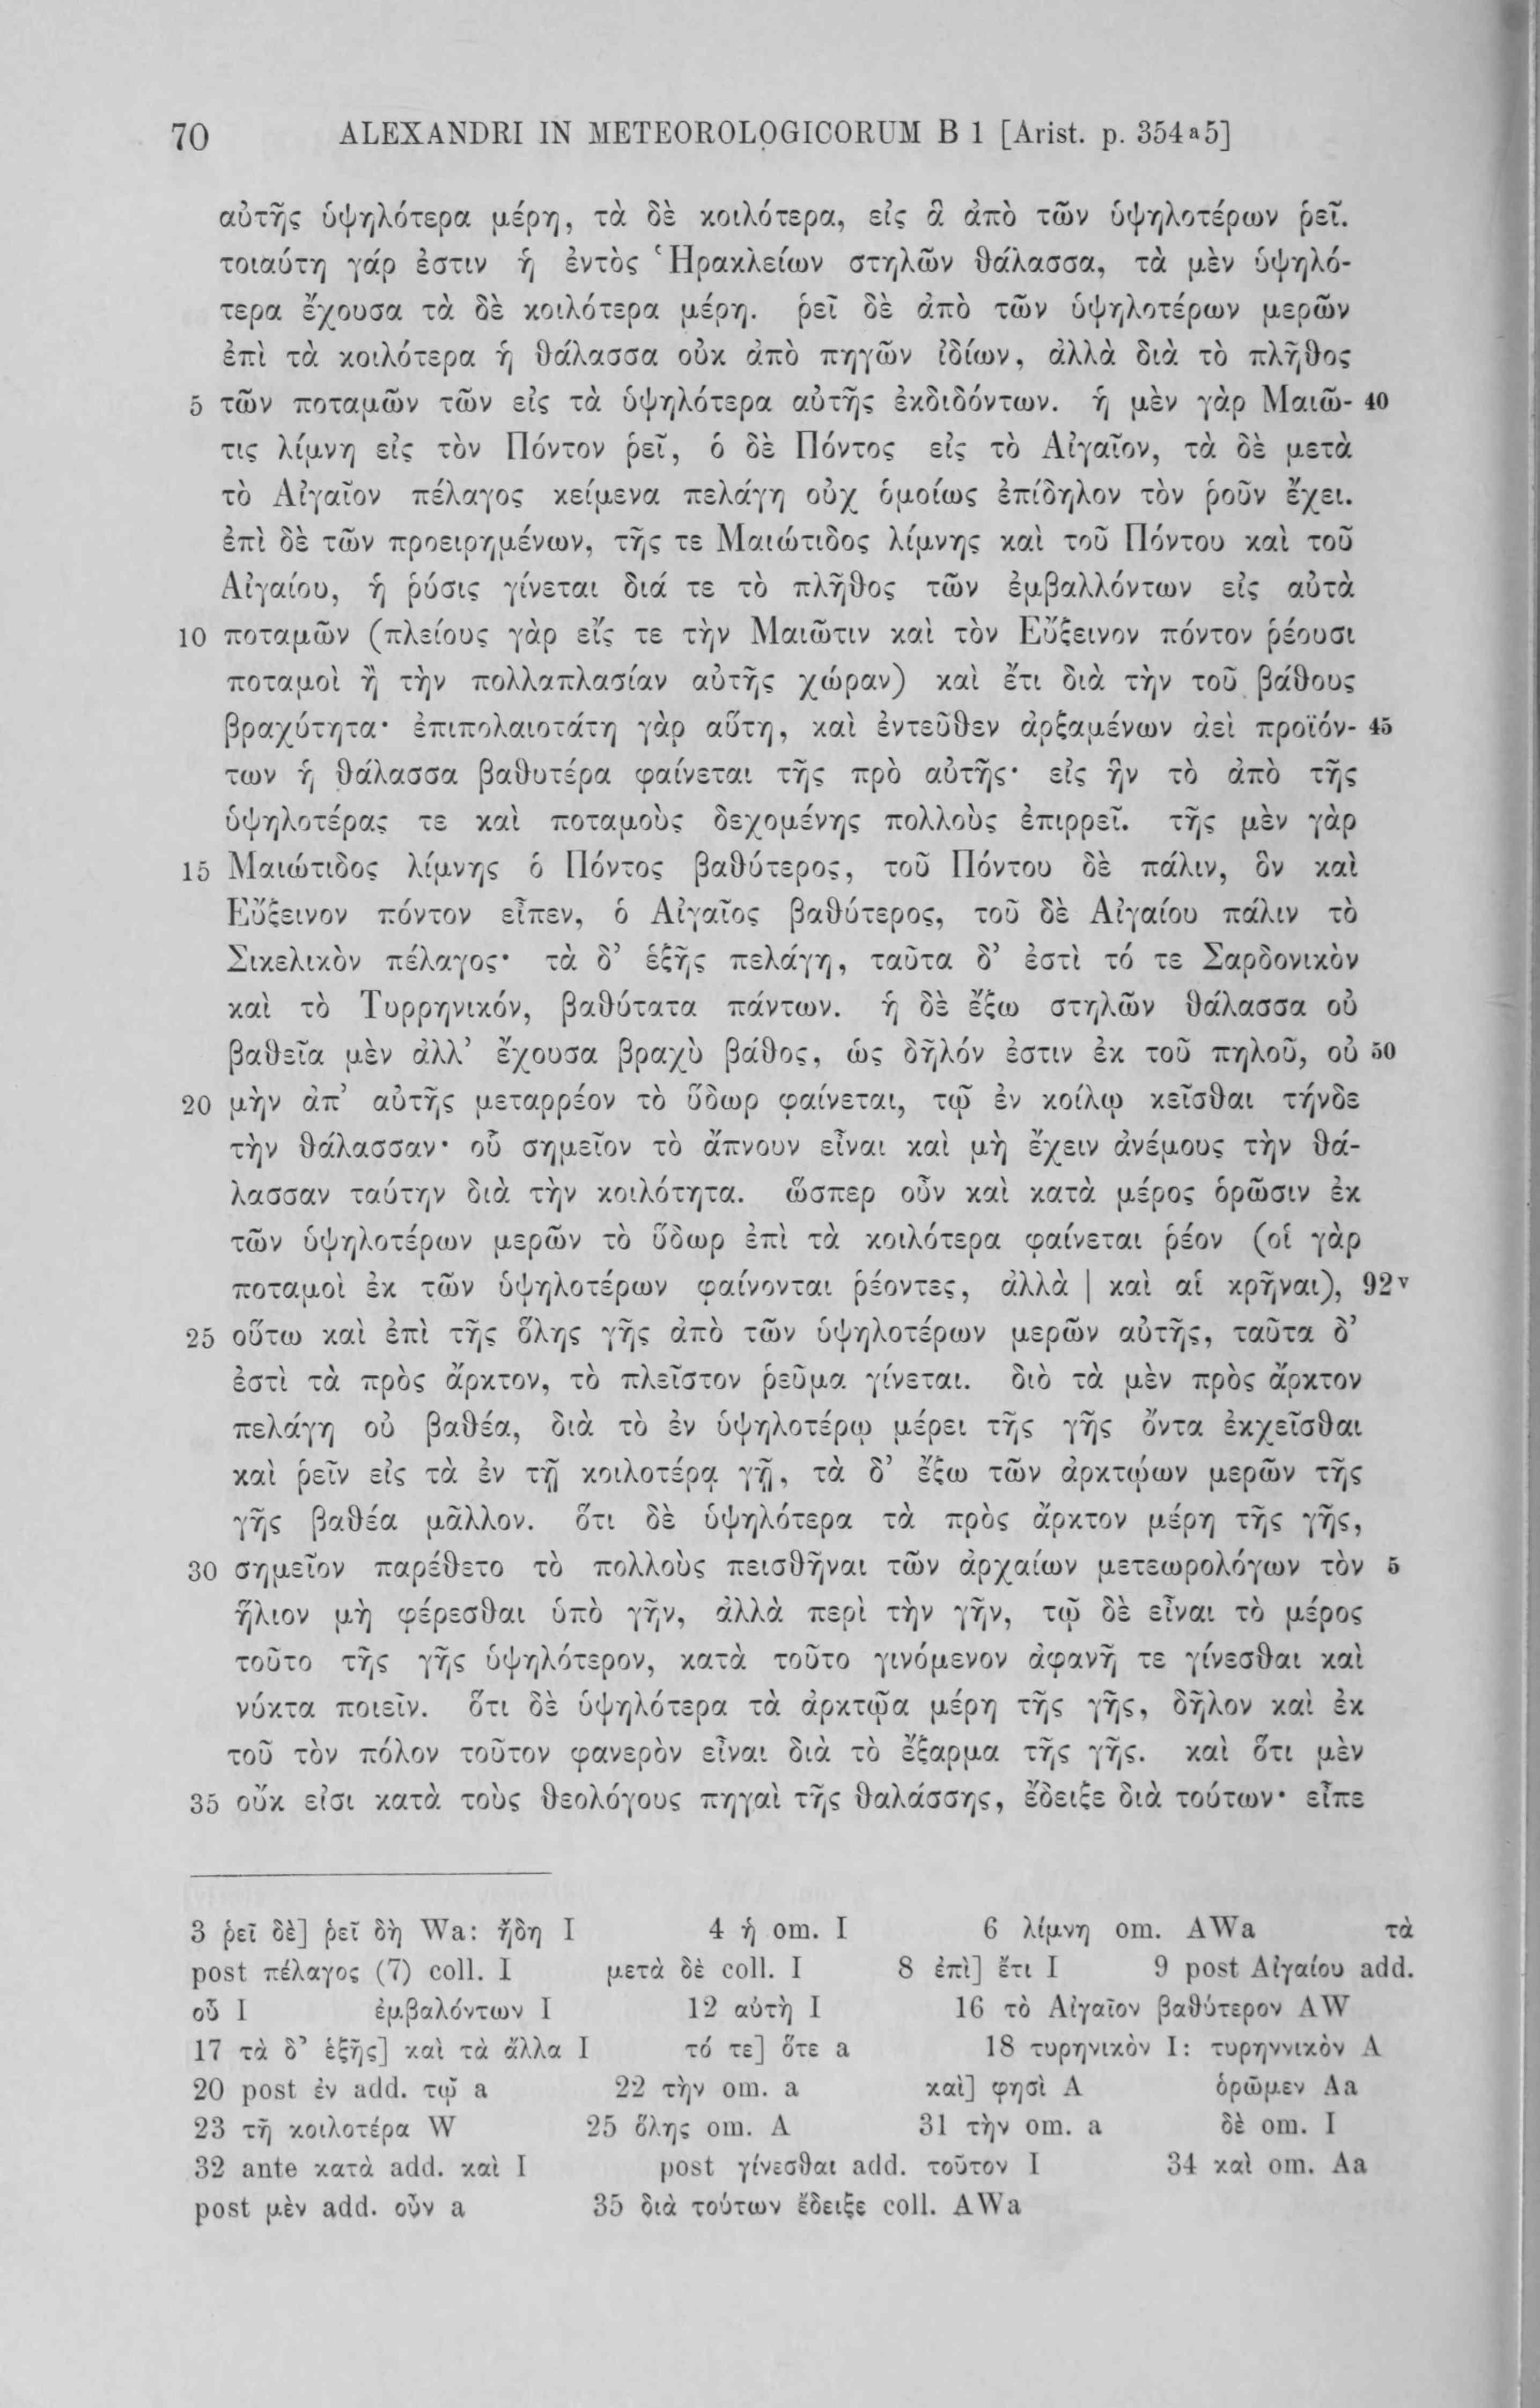 70 ALEXANDRI IN METEOROLOGICORUM B 1 [Arist. p. 354ᵃ5]
αὐτῆς ὑψηλότερα μέρη, τὰ δὲ κοιλότερα, εἰς ἃ ἀπὸ τῶν ὑψηλοτέρων ῥεῖ.
τοιαύτη γάρ ἐστιν ἡ ἐντὸς Ἡρακλείων στηλῶν θάλασσα, τὰ μὲν ὑψηλό-
τερα ἔχουσα τὰ δὲ κοιλότερα μέρη. ῥεῖ δὲ ἀπὸ τῶν ὑψηλοτέρων μερῶν
ἐπὶ τὰ κοιλότερα ἡ θάλασσα οὐκ ἀπὸ πηγῶν ἰδίων, ἀλλὰ διὰ τὸ πλῆθος
5 τῶν ποταμῶν τῶν εἰς τὰ ὑψηλότερα αὐτῆς ἐκδιδόντων. ἡ μὲν γὰρ Μαιῶ- 40
τις λίμνη εἰς τὸν Πόντον ῥεῖ, ὁ δὲ Πόντος εἰς τὸ Αἰγαῖον, τὰ δὲ μετὰ
τὸ Αἰγαῖον πέλαγος κείμενα πελάγη οὐχ ὁμοίως ἐπίδηλον τὸν ῥοῦν ἔχει.
ἐπὶ δὲ τῶν προειρημένων, τῆς τε Μαιώτιδος λίμνης καὶ τοῦ Πόντου καὶ τοῦ
Αἰγαίου, ἡ ῥύσις γίνεται διά τε τὸ πλῆθος τῶν ἐμβαλλόντων εἰς αὐτὰ
10 ποταμῶν (πλείους γὰρ εἴς τε τὴν Μαιῶτιν καὶ τὸν Εὔξεινον πόντον ῥέουσι
ποταμοὶ ἢ τὴν πολλαπλασίαν αὐτῆς χώραν) καὶ ἔτι διὰ τὴν τοῦ βάθους
βραχύτητα· ἐπιπολαιοτάτη γὰρ αὕτη, καὶ ἐντεῦθεν ἀρξαμένων ἀεὶ προϊόν- 45
των ἡ θάλασσα βαθυτέρα φαίνεται τῆς πρὸ αὐτῆς· εἰς ἣν τὸ ἀπὸ τῆς
ὑψηλοτέρας τε καὶ ποταμοὺς δεχομένης πολλοὺς ἐπιρρεῖ. τῆς μὲν γὰρ
15 Μαιώτιδος λίμνης ὁ Πόντος βαθύτερος, τοῦ Πόντου δὲ πάλιν, ὃν καὶ
Εὔξεινον πόντον εἶπεν, ὁ Αἰγαῖος βαθύτερος, τοῦ δὲ Αἰγαίου πάλιν τὸ
Σικελικὸν πέλαγος· τὰ δ’ ἑξῆς πελάγη, ταῦτα δ’ ἐστὶ τό τε Σαρδονικὸν
καὶ τὸ Τυρρηνικόν, βαθύτατα πάντων. ἡ δὲ ἔξω στηλῶν θάλασσα οὐ
βαθεῖα μὲν ἀλλ’ ἔχουσα βραχὺ βάθος, ὡς δῆλόν ἐστιν ἐκ τοῦ πηλοῦ, οὐ 50
20 μὴν ἀπ’ αὐτῆς μεταρρέον τὸ ὕδωρ φαίνεται, τῷ ἐν κοίλῳ κεῖσθαι τήνδε
τὴν θάλασσαν· οὗ σημεῖον τὸ ἄπνουν εἶναι καὶ μὴ ἔχειν ἀνέμους τὴν θά-
λασσαν ταύτην διὰ τὴν κοιλότητα. ὥσπερ οὖν καὶ κατὰ μέρος ὁρῶσιν ἐκ
τῶν ὑψηλοτέρων μερῶν τὸ ὕδωρ ἐπὶ τὰ κοιλότερα φαίνεται ῥέον (οἱ γὰρ
ποταμοὶ ἐκ τῶν ὑψηλοτέρων φαίνονται ῥέοντες, ἀλλὰ | καὶ αἱ κρῆναι), 92ᵛ
25 οὕτω καὶ ἐπὶ τῆς ὅλης γῆς ἀπὸ τῶν ὑψηλοτέρων μερῶν αὐτῆς, ταῦτα δ’
ἐστὶ τὰ πρὸς ἄρκτον, τὸ πλεῖστον ῥεῦμα γίνεται. διὸ τὰ μὲν πρὸς ἄρκτον
πελάγη οὐ βαθέα, διὰ τὸ ἐν ὑψηλοτέρῳ μέρει τῆς γῆς ὄντα ἐκχεῖσθαι
καὶ ῥεῖν εἰς τὰ ἐν τῇ κοιλοτέρᾳ γῇ, τὰ δ’ ἔξω τῶν ἀρκτῴων μερῶν τῆς
γῆς βαθέα μᾶλλον. ὅτι δὲ ὑψηλότερα τὰ πρὸς ἄρκτον μέρη τῆς γῆς,
30 σημεῖον παρέθετο τὸ πολλοὺς πεισθῆναι τῶν ἀρχαίων μετεωρολόγων τὸν 5
ἥλιον μὴ φέρεσθαι ὑπὸ γῆν, ἀλλὰ περὶ τὴν γῆν, τῷ δὲ εἶναι τὸ μέρος
τοῦτο τῆς γῆς ὑψηλότερον, κατὰ τοῦτο γινόμενον ἀφανῆ τε γίνεσθαι καὶ
νύκτα ποιεῖν. ὅτι δὲ ὑψηλότερα τὰ ἀρκτῷα μέρη τῆς γῆς, δῆλον καὶ ἐκ
τοῦ τὸν πόλον τοῦτον φανερὸν εἶναι διὰ τὸ ἔξαρμα τῆς γῆς. καὶ ὅτι μὲν
35 οὔκ εἰσι κατὰ τοὺς θεολόγους πηγαὶ τῆς θαλάσσης, ἔδειξε διὰ τούτων· εἶπε
3 ῥεῖ δὲ] ῥεῖ δὴ Wa: ἤδη I 4 ἡ om. I 6 λίμνη om. AWa τὰ
post πέλαγος (7) coll. I μετὰ δὲ coll. I 8 ἐπὶ] ἔτι I 9 post Αἰγαίου add.
οὗ I ἐμβαλόντων I 12 αὐτὴ I 16 τὸ Αἰγαῖον βαθύτερον AW
17 τὰ δ’ ἑξῆς] καὶ τὰ ἄλλα I τό τε] ὅτε a 18 τυρηνικὸν I: τυρηννικὸν A
20 post ἐν add. τῷ a 22 τὴν om. a καὶ] φησὶ A ὁρῶμεν Aa
23 τῆ κοιλοτέρα W 25 ὅλης om. A 31 τὴν om. a δὲ om. I
32 ante κατὰ add. καὶ I post γίνεσθαι add. τοῦτον I 34 καὶ om. Aa
post μὲν add. οὖν a 35 διὰ τούτων ἔδειξε coll. AWa